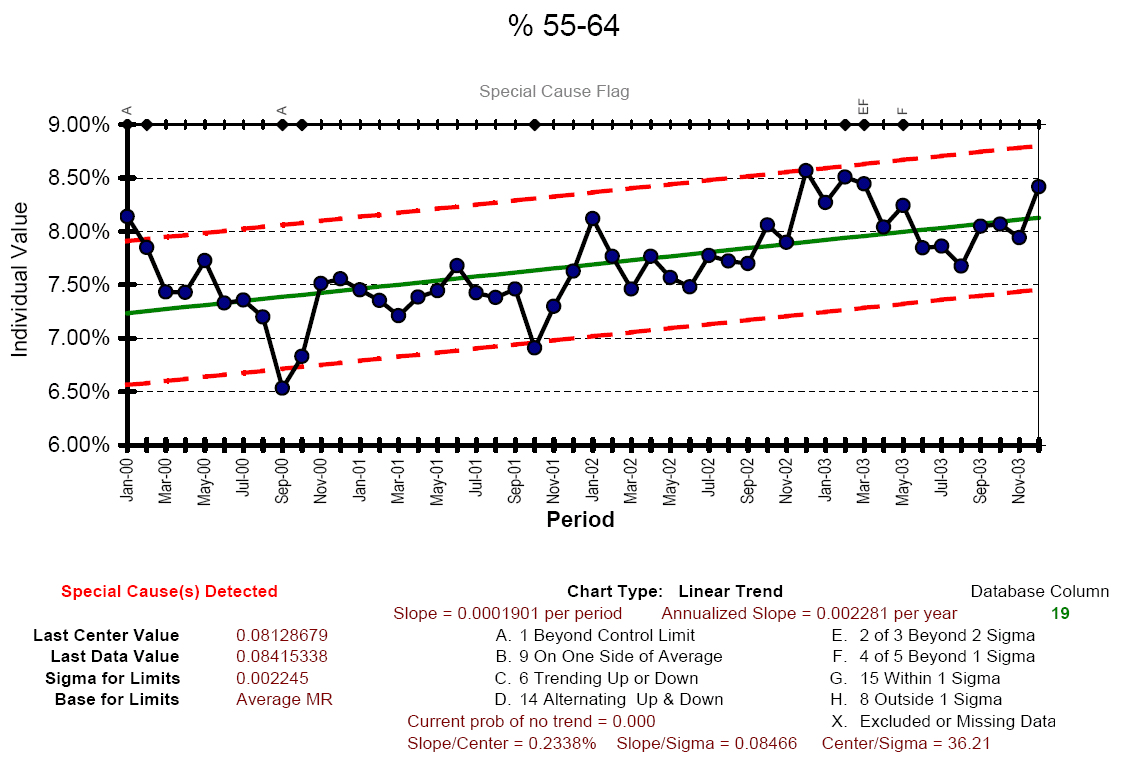 % 55-64
Special Cause Flag
A A EF F
9.00%
8.50%
8.00%
7.50%
7.00%
6.50%
6.00%
Individual Value
Jan-00 Mar-00 May-00 Jul-00 Sep-00 Nov-00 Jan-01 Mar-01 May-01 Jul-01 Sep-01 Nov-01 Jan-02 Mar-02 May-02 Jul-02 Sep-02 Nov-02 Jan-03 Mar-03 May-03 Jul-03 Sep-03 Nov-03
Period
Special Cause(s) Detected Chart Type: Linear Trend Database Column
Slope = 0.0001901 per period Annualized Slope = 0.002281 per year 19
Last Center Value 0.08128679 A. 1 Beyond Control Limit E. 2 of 3 Beyond 2 Sigma
Last Data Value 0.08415338 B. 9 On One Side of Average F. 4 of 5 Beyond 1 Sigma
Sigma for Limits 0.002245 C. 6 Trending Up or Down G. 15 Within 1 Sigma
Base for Limits Average MR D. 14 Alternating Up & Down H. 8 Outside 1 Sigma
Current prob of no trend = 0.000 X. Excluded or Missing Data
Slope/Center = 0.2338% Slope/Sigma = 0.08466 Center/Sigma = 36.21